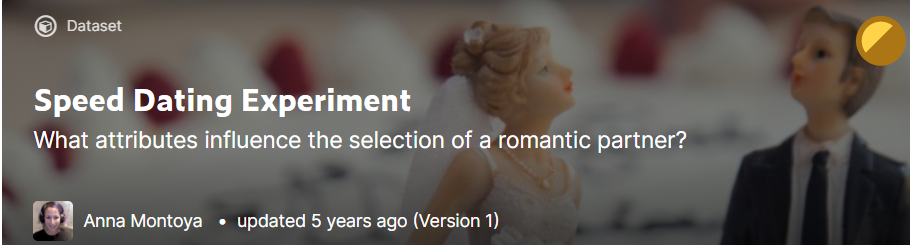 Dataset
Speed Dating Experiment
What attributes influence the selection of a romantic partner?
Anna Montoya • updated 5 years ago (Version 1)